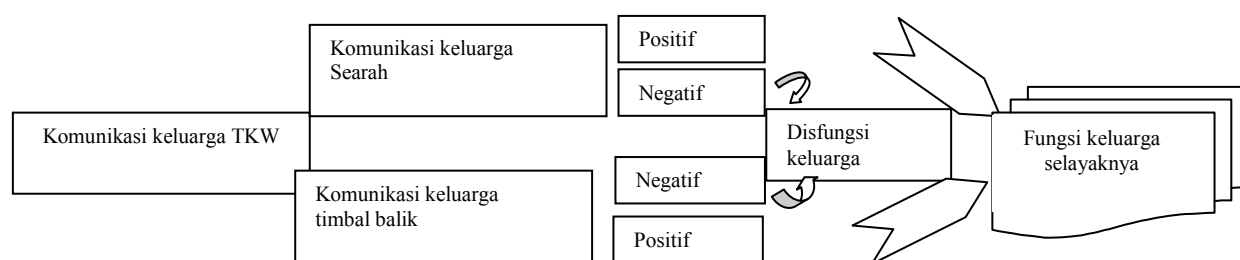 Komunikasi keluarga TKW
Komunikasi keluarga
Searah
Positif
Negatif
Komunikasi keluarga
timbal balik
Negatif
Positif
Disfungsi
keluarga
Fungsi keluarga
selayaknya